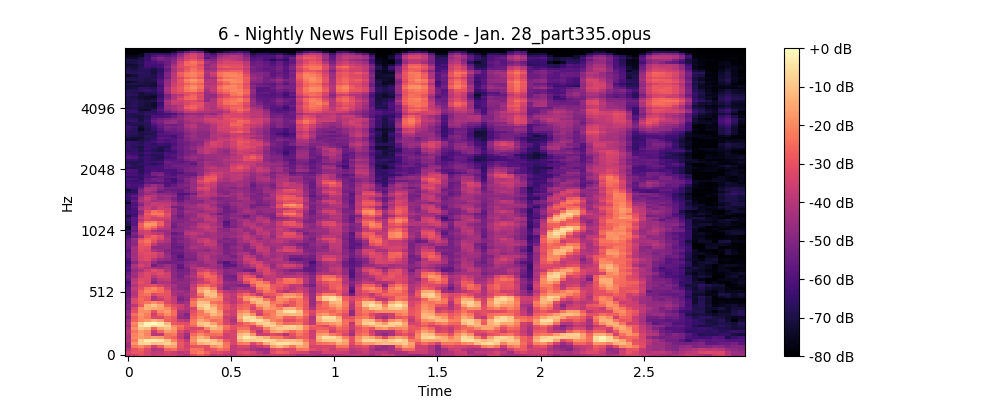 6 - Nightly News Full Episode - Jan. 28_part335.opus
Hz
4096
2048
1024
512
0
0
0.5
1
1.5
2
2.5
Time
+0 dB
-10 dB
-20 dB
-30 dB
-40 dB
-50 dB
-60 dB
-70 dB
-80 dB